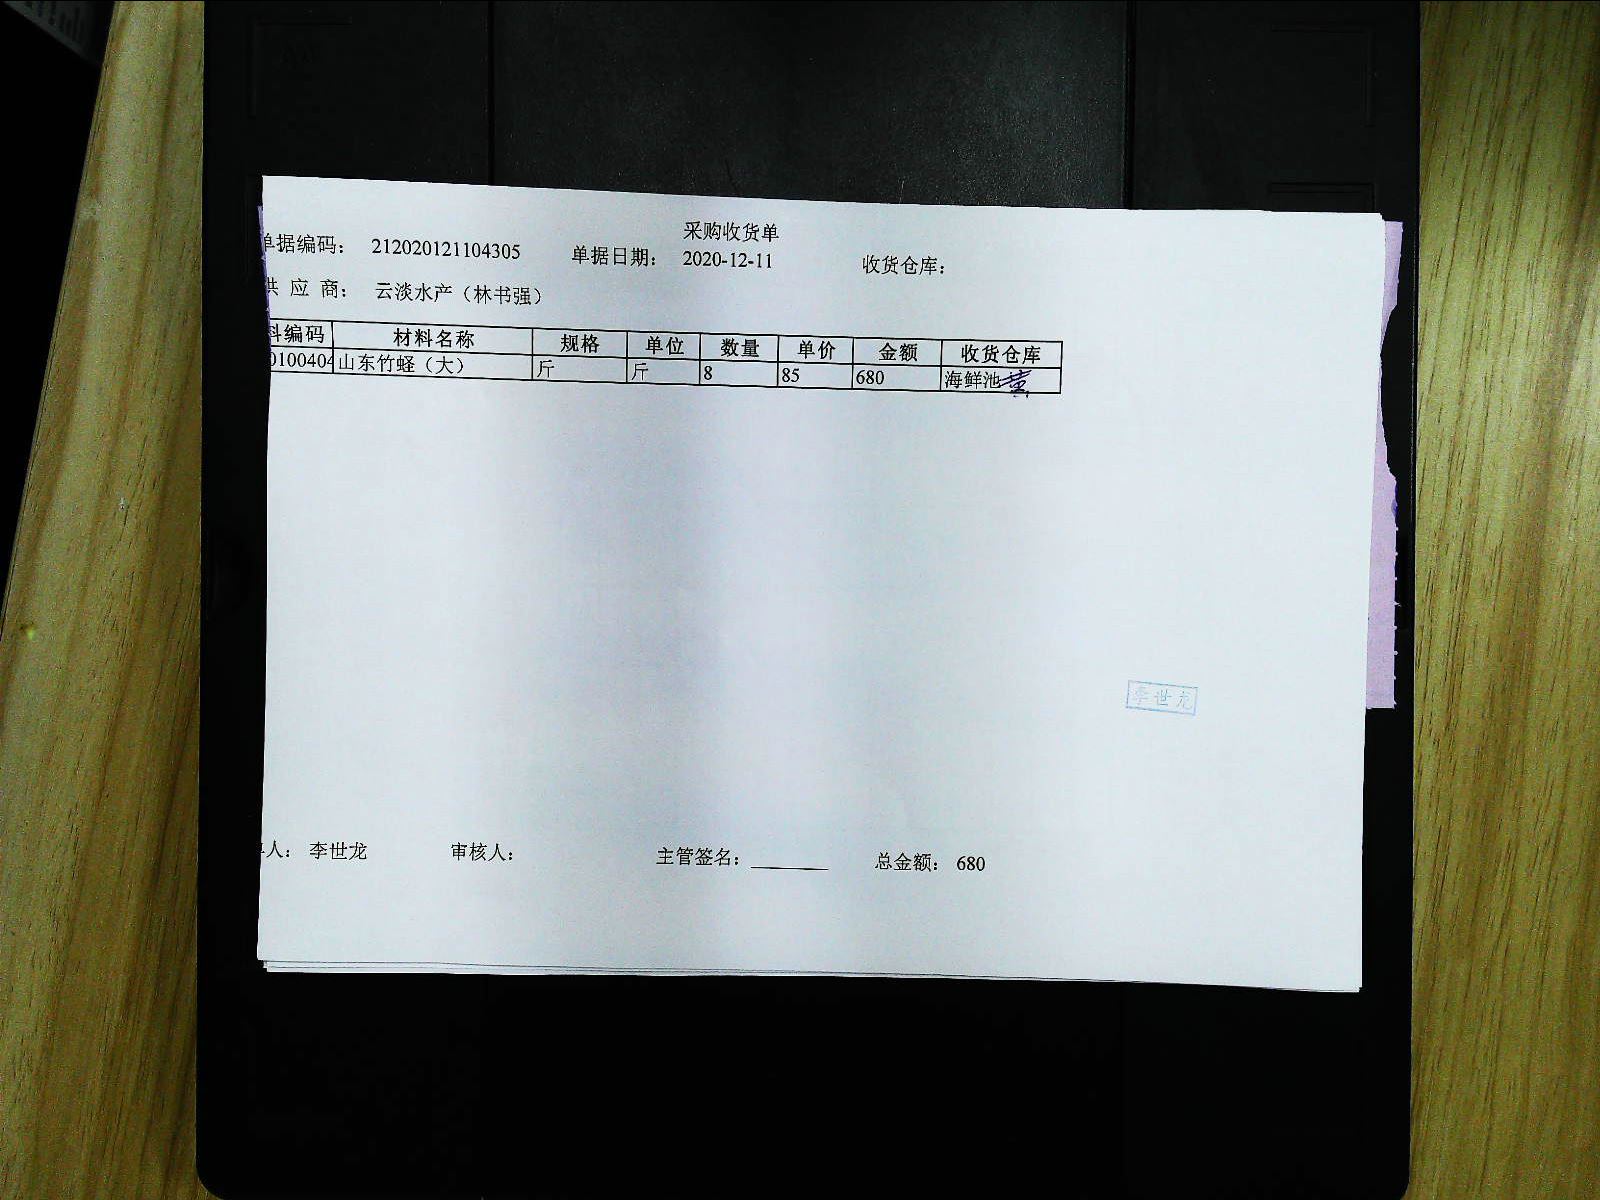 采购收货单
单据编码: 212020121104305 单据日期: 2020-12-11 收货仓库:
供应商: 云淡水产（林书强）
料编码 材料名称 规格 单位 数量 单价 金额 收货仓库
0100404 山东竹蛏（大） 斤 斤 8 85 680 海鲜池
李世龙
人: 李世龙 审核人: 主管签名: 总金额: 680